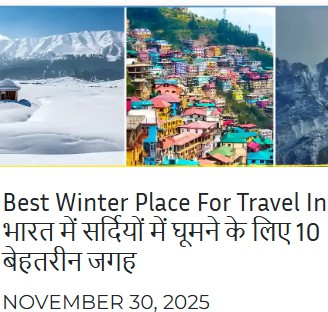 Best Winter Place For Travel In
भारत में सर्दियों में घूमने के लिए 10
बेहतरीन जगह
NOVEMBER 30, 2025